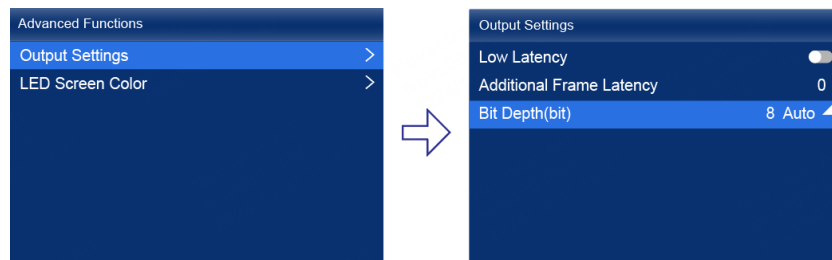 Advanced Functions
Output Settings
LED Screen Color
Output Settings
Low Latency
Additional Frame Latency 0
Bit Depth(bit) 8 Auto